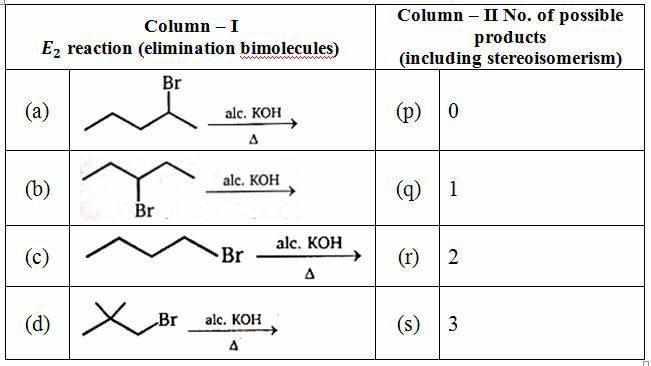 Column – I
E₂ reaction (elimination bimolecules)
Column – II No. of possible
products
(including stereoisomerism)
(a)
Br
alc. KOH
Δ
(p)
0
(b)
Br
alc. KOH
(q)
1
(c)
Br
alc. KOH
Δ
(r)
2
(d)
Br
alc. KOH
Δ
(s)
3